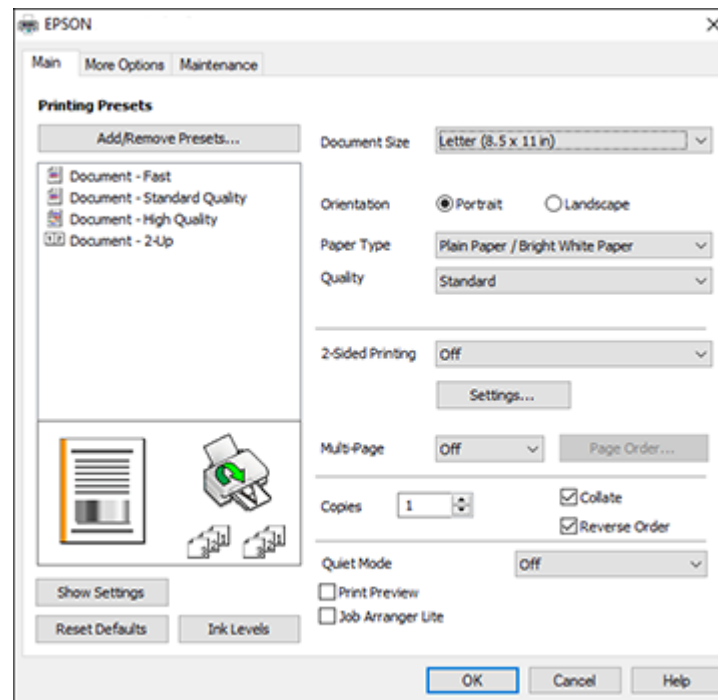 EPSON
Main
More Options
Maintenance
Printing Presets
Add/Remove Presets...
Document - Fast
Document - Standard Quality
Document - High Quality
Document - 2-Up
Show Settings
Reset Defaults
Ink Levels
Document Size
Letter (8.5 x 11 in)
Orientation
Portrait
Landscape
Paper Type
Plain Paper / Bright White Paper
Quality
Standard
2-Sided Printing
Off
Settings...
Multi-Page
Off
Page Order...
Copies
1
Collate
Reverse Order
Quiet Mode
Off
Print Preview
Job Arranger Lite
OK
Cancel
Help